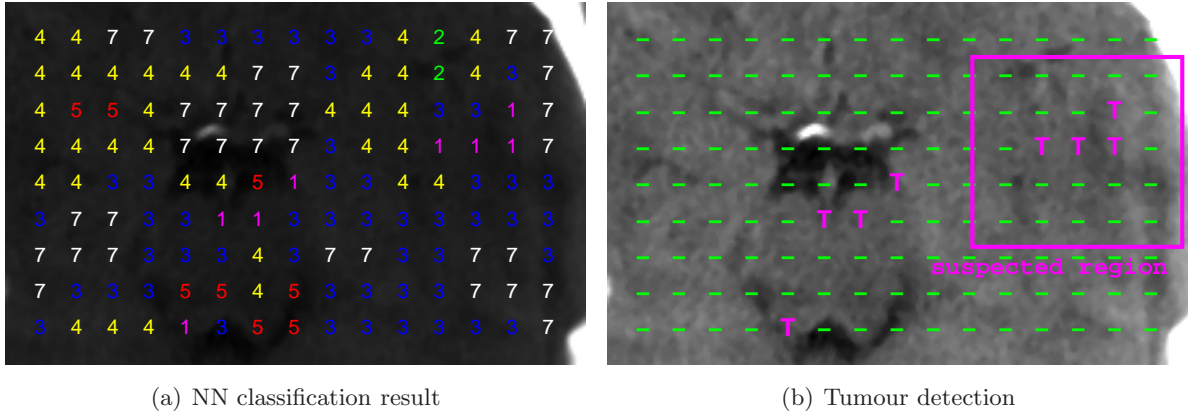 4 4 7 7 3 3 3 3 3 3 4 2 4 7 7
4 4 4 4 4 4 7 7 3 4 4 2 4 3 7
4 5 5 4 7 7 7 7 4 4 4 3 3 1 7
4 4 4 4 7 7 7 7 3 4 4 1 1 1 7
4 4 3 3 4 4 5 1 3 3 4 4 3 3 3
3 7 7 3 3 1 1 3 3 3 3 3 3 3 3
7 7 7 3 3 3 4 3 7 7 3 3 7 7 3
7 3 3 3 5 5 4 5 3 3 3 3 7 7 7
3 4 4 4 1 3 5 5 3 3 3 3 3 3 7
(a) NN classification result
- - - - - - - - - - - - - - -
- - - - - - - - - - - - - - -
- - - - - - - - - - - - - T -
- - - - - - - - - - - T T T -
- - - - - - - T - - - - - - -
- - - - - T T - - - - - - - -
- - - - - - - - - - - - - - -
suspected region
- - - - - - - - - - - - - - -
- - - - T - - - - - - - - - -
(b) Tumour detection